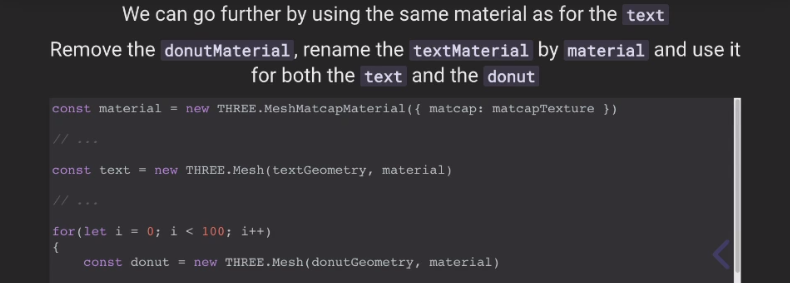 We can go further by using the same material as for the text
Remove the donutMaterial, rename the textMaterial by material and use it
for both the text and the donut
const material = new THREE.MeshMatcapMaterial({ matcap: matcapTexture })
// ...
const text = new THREE.Mesh(textGeometry, material)
// ...
for(let i = 0; i < 100; i++)
{
    const donut = new THREE.Mesh(donutGeometry, material)